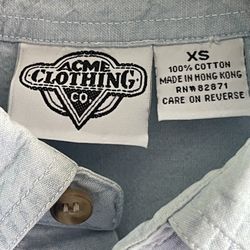 ACME
CLOTHING
CO.
XS
100% COTTON
MADE IN HONG KONG
RN# 82871
CARE ON REVERSE